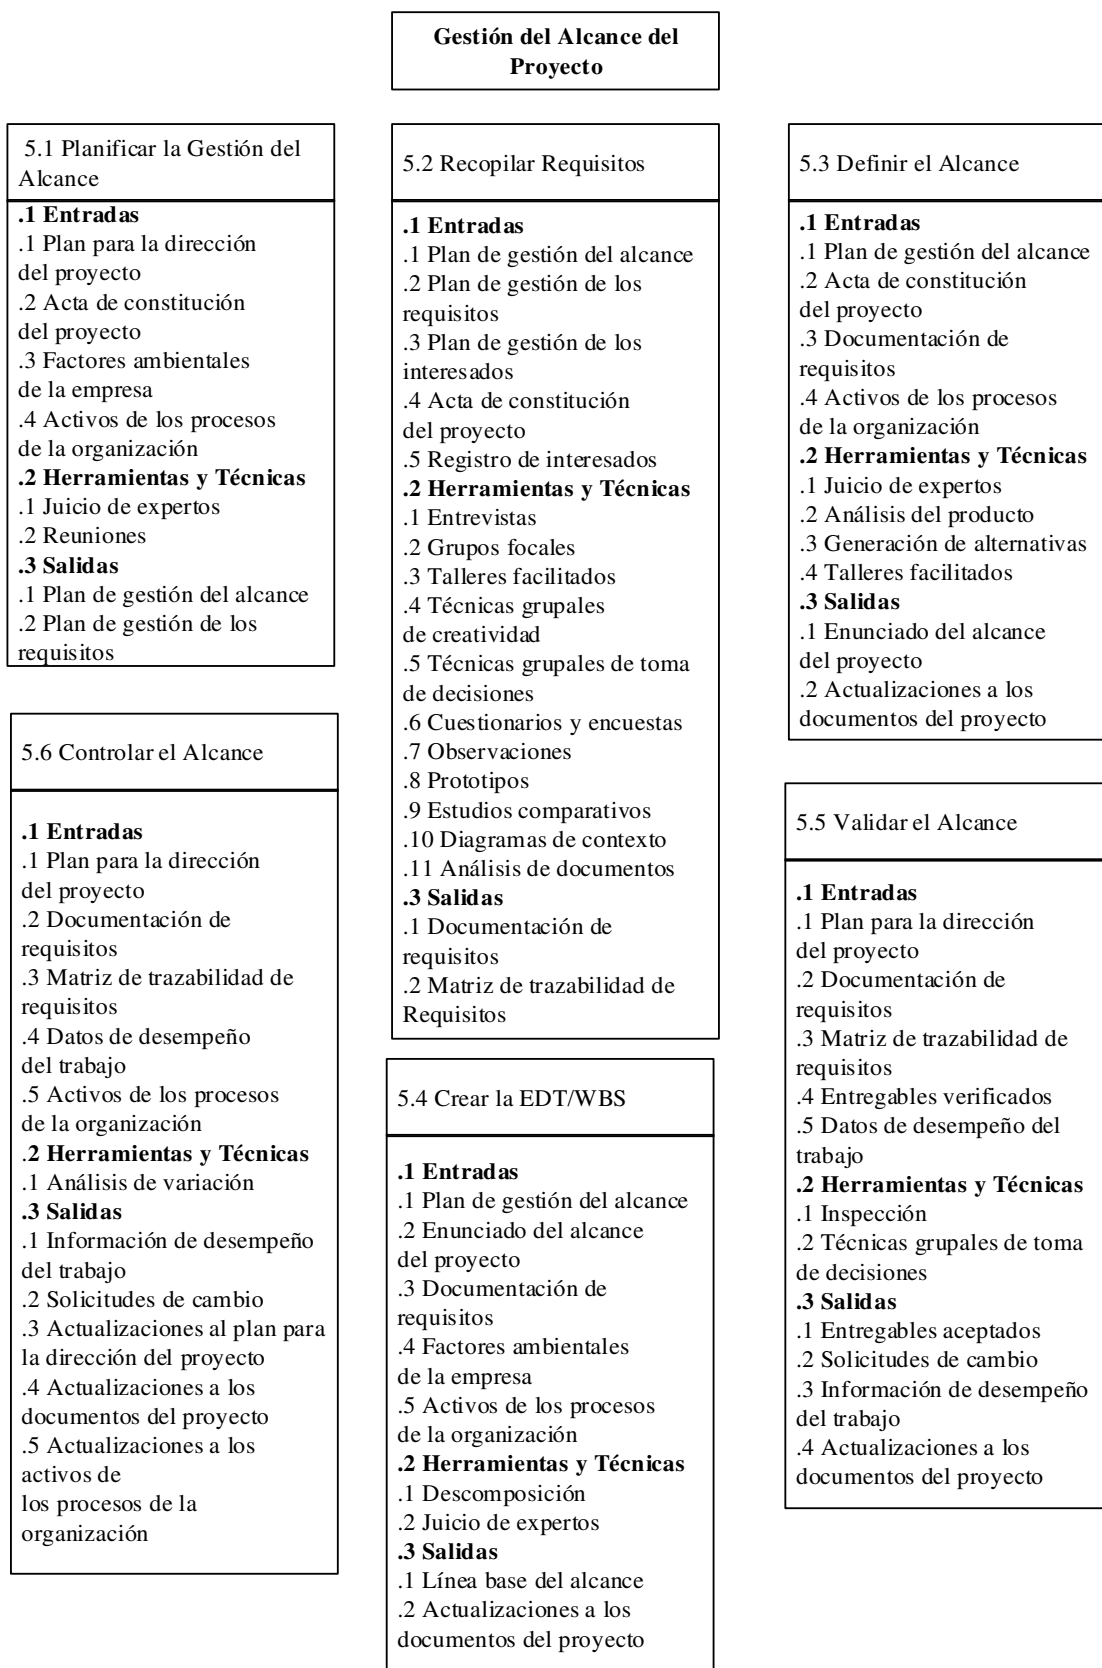 Gestión del Alcance del
Proyecto
5.1 Planificar la Gestión del
Alcance
.1 Entradas
.1 Plan para la dirección
del proyecto
.2 Acta de constitución
del proyecto
.3 Factores ambientales
de la empresa
.4 Activos de los procesos
de la organización
.2 Herramientas y Técnicas
.1 Juicio de expertos
.2 Reuniones
.3 Salidas
.1 Plan de gestión del alcance
.2 Plan de gestión de los
requisitos
5.2 Recopilar Requisitos
.1 Entradas
.1 Plan de gestión del alcance
.2 Plan de gestión de los
requisitos
.3 Plan de gestión de los
interesados
.4 Acta de constitución
del proyecto
.5 Registro de interesados
.2 Herramientas y Técnicas
.1 Entrevistas
.2 Grupos focales
.3 Talleres facilitados
.4 Técnicas grupales
de creatividad
.5 Técnicas grupales de toma
de decisiones
.6 Cuestionarios y encuestas
.7 Observaciones
.8 Prototipos
.9 Estudios comparativos
.10 Diagramas de contexto
.11 Análisis de documentos
.3 Salidas
.1 Documentación de
requisitos
.2 Matriz de trazabilidad de
Requisitos
5.3 Definir el Alcance
.1 Entradas
.1 Plan de gestión del alcance
.2 Acta de constitución
del proyecto
.3 Documentación de
requisitos
.4 Activos de los procesos
de la organización
.2 Herramientas y Técnicas
.1 Juicio de expertos
.2 Análisis del producto
.3 Generación de alternativas
.4 Talleres facilitados
.3 Salidas
.1 Enunciado del alcance
del proyecto
.2 Actualizaciones a los
documentos del proyecto
5.6 Controlar el Alcance
.1 Entradas
.1 Plan para la dirección
del proyecto
.2 Documentación de
requisitos
.3 Matriz de trazabilidad de
requisitos
.4 Datos de desempeño
del trabajo
.5 Activos de los procesos
de la organización
.2 Herramientas y Técnicas
.1 Análisis de variación
.3 Salidas
.1 Información de desempeño
del trabajo
.2 Solicitudes de cambio
.3 Actualizaciones al plan para
la dirección del proyecto
.4 Actualizaciones a los
documentos del proyecto
.5 Actualizaciones a los
activos de
los procesos de la
organización
5.4 Crear la EDT/WBS
.1 Entradas
.1 Plan de gestión del alcance
.2 Enunciado del alcance
del proyecto
.3 Documentación de
requisitos
.4 Factores ambientales
de la empresa
.5 Activos de los procesos
de la organización
.2 Herramientas y Técnicas
.1 Descomposición
.2 Juicio de expertos
.3 Salidas
.1 Línea base del alcance
.2 Actualizaciones a los
documentos del proyecto
5.5 Validar el Alcance
.1 Entradas
.1 Plan para la dirección
del proyecto
.2 Documentación de
requisitos
.3 Matriz de trazabilidad de
requisitos
.4 Entregables verificados
.5 Datos de desempeño del
trabajo
.2 Herramientas y Técnicas
.1 Inspección
.2 Técnicas grupales de toma
de decisiones
.3 Salidas
.1 Entregables aceptados
.2 Solicitudes de cambio
.3 Información de desempeño
del trabajo
.4 Actualizaciones a los
documentos del proyecto